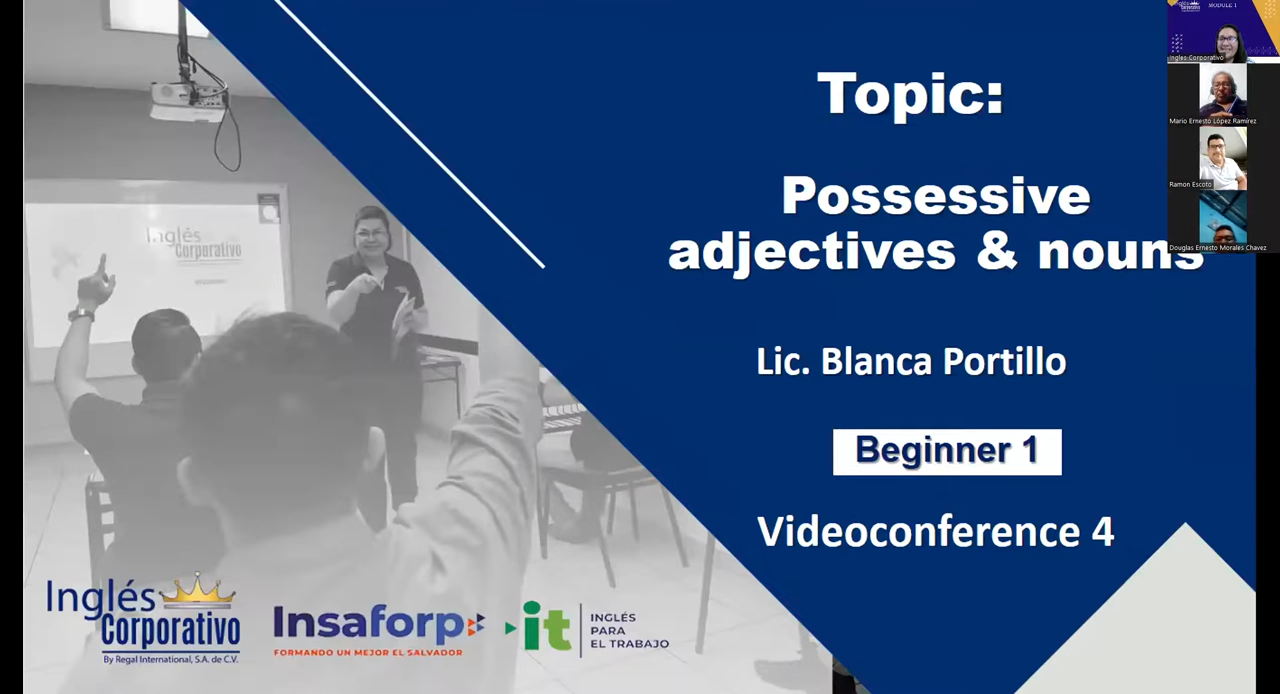 Topic:
Possessive
adjectives & nouns
Lic. Blanca Portillo
Beginner 1
Videoconference 4
Inglés
Corporativo
Inglés
Corporativo
By Regal International, S.A. de C.V.
Insaforp
FORMANDO UN MEJOR EL SALVADOR
it
INGLÉS
PARA
EL TRABAJO
MODULE 1
Ingles Corporativo
Mario Ernesto López Ramírez
Ramon Escoto
Douglas Ernesto Morales Chavez